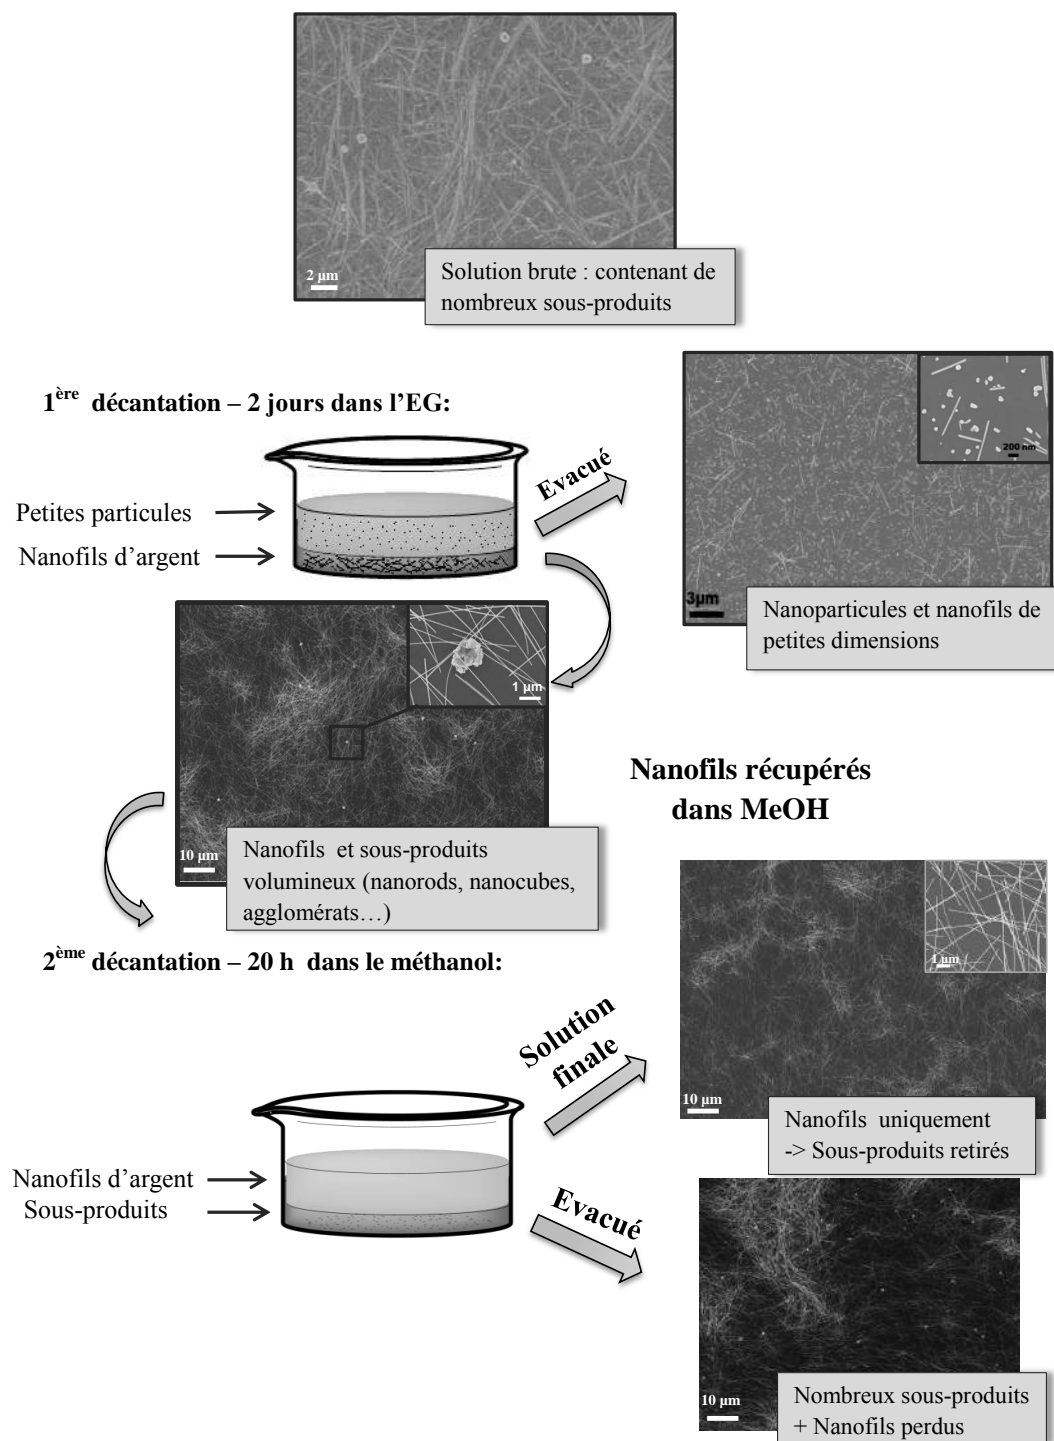 2 µm
Solution brute : contenant de
nombreux sous-produits
1ère décantation – 2 jours dans l’EG:
Petites particules
Nanofils d’argent
Evacué
200 nm
3µm
Nanoparticules et nanofils de
petites dimensions
1 µm
10 µm
Nanofils et sous-produits
volumineux (nanorods, nanocubes,
agglomérats…)
Nanofils récupérés
dans MeOH
2ème décantation – 20 h dans le méthanol:
Nanofils d’argent
Sous-produits
Solution
finale
Evacué
1 µm
10 µm
Nanofils uniquement
-> Sous-produits retirés
10 µm
Nombreux sous-produits
+ Nanofils perdus